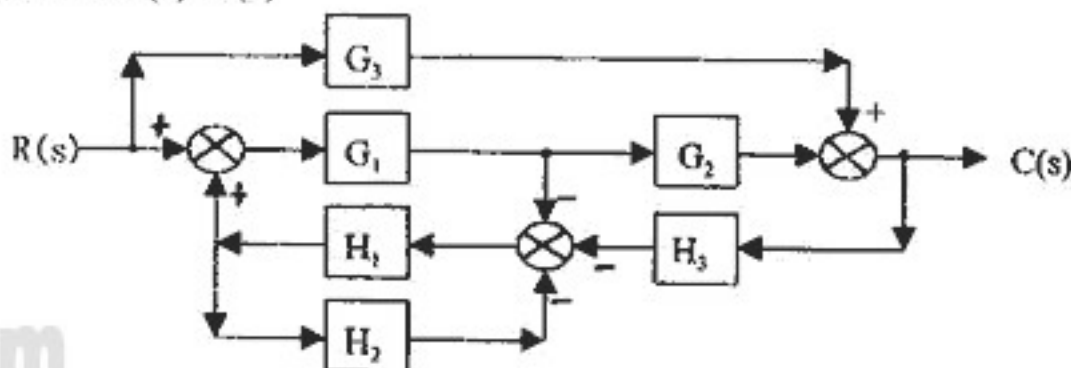 G₃
+
R(s) + G₁ G₂ C(s)
+ −
H₁ − H₃
−
H₂
m